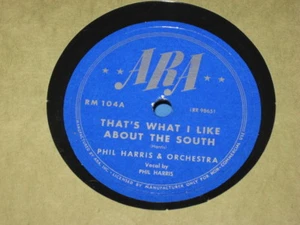 ARA
RM 104A
THAT'S WHAT I LIKE
ABOUT THE SOUTH
PHIL HARRIS & ORCHESTRA
Vocal by
PHIL HARRIS